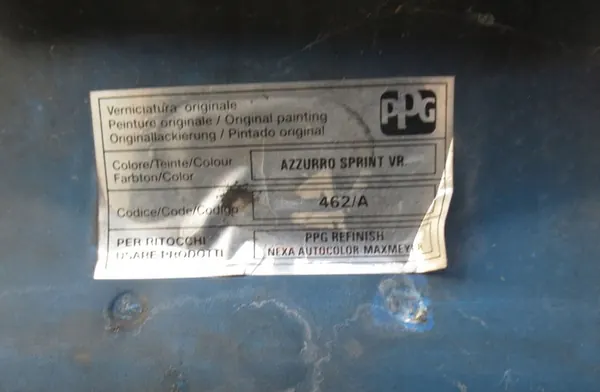 Verniciatura originale
Peinture originale / Original painting
Originallackierung / Pintado original
PPG
Colore/Teinte/Colour
Farbton/Color
AZZURRO SPRINT VR.
Codice/Code/Codigo
462/A
PER RITOCCHI
USARE PRODOTTI
PPG REFINISH
NEXA AUTOCOLOR MAXMEYER